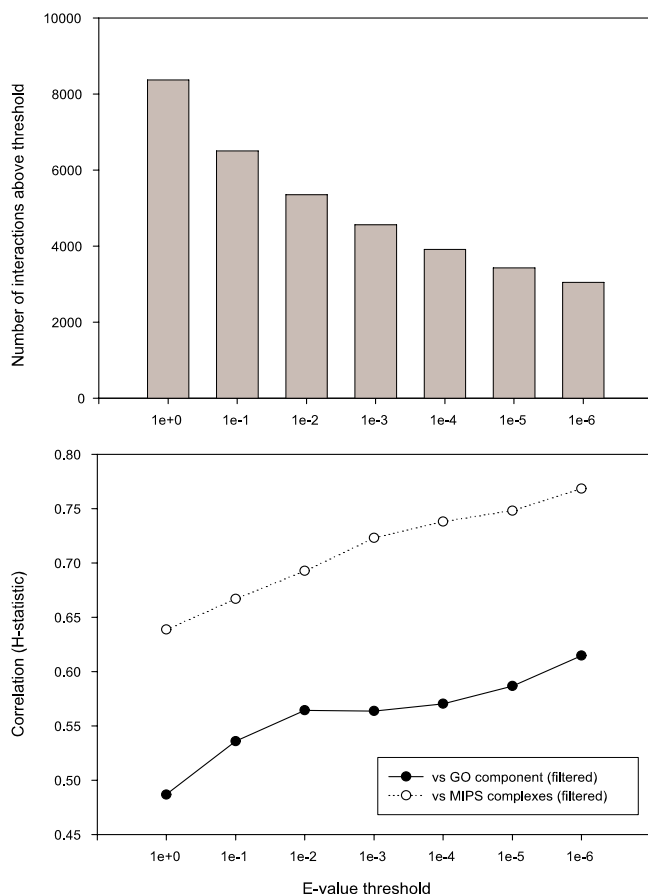 Number of interactions above threshold
10000
8000
6000
4000
2000
0
1e+0 1e-1 1e-2 1e-3 1e-4 1e-5 1e-6
Correlation (H-statistic)
0.80
0.75
0.70
0.65
0.60
0.55
0.50
0.45
vs GO component (filtered)
vs MIPS complexes (filtered)
1e+0 1e-1 1e-2 1e-3 1e-4 1e-5 1e-6
E-value threshold